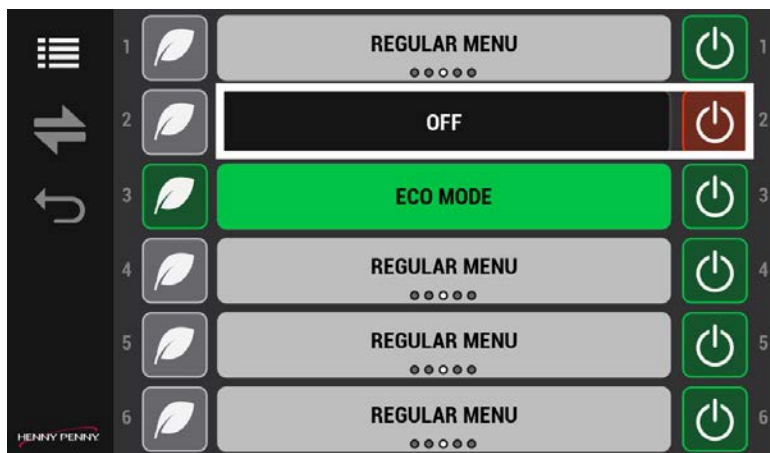 1 REGULAR MENU 1
2 OFF 2
3 ECO MODE 3
4 REGULAR MENU 4
5 REGULAR MENU 5
6 REGULAR MENU 6
HENNY PENNY